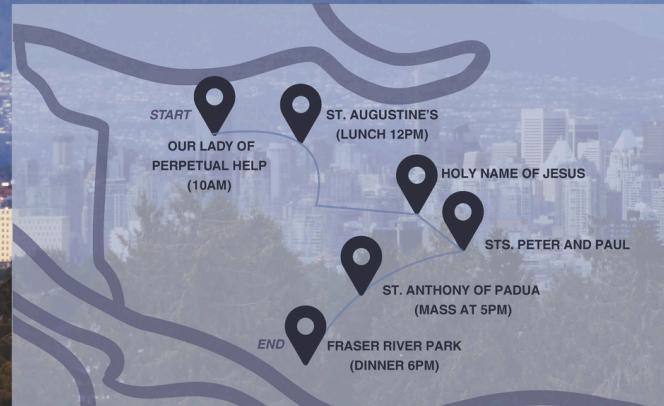 START
OUR LADY OF
PERPETUAL HELP
(10AM)
ST. AUGUSTINE'S
(LUNCH 12PM)
HOLY NAME OF JESUS
STS. PETER AND PAUL
ST. ANTHONY OF PADUA
(MASS AT 5PM)
END
FRASER RIVER PARK
(DINNER 6PM)